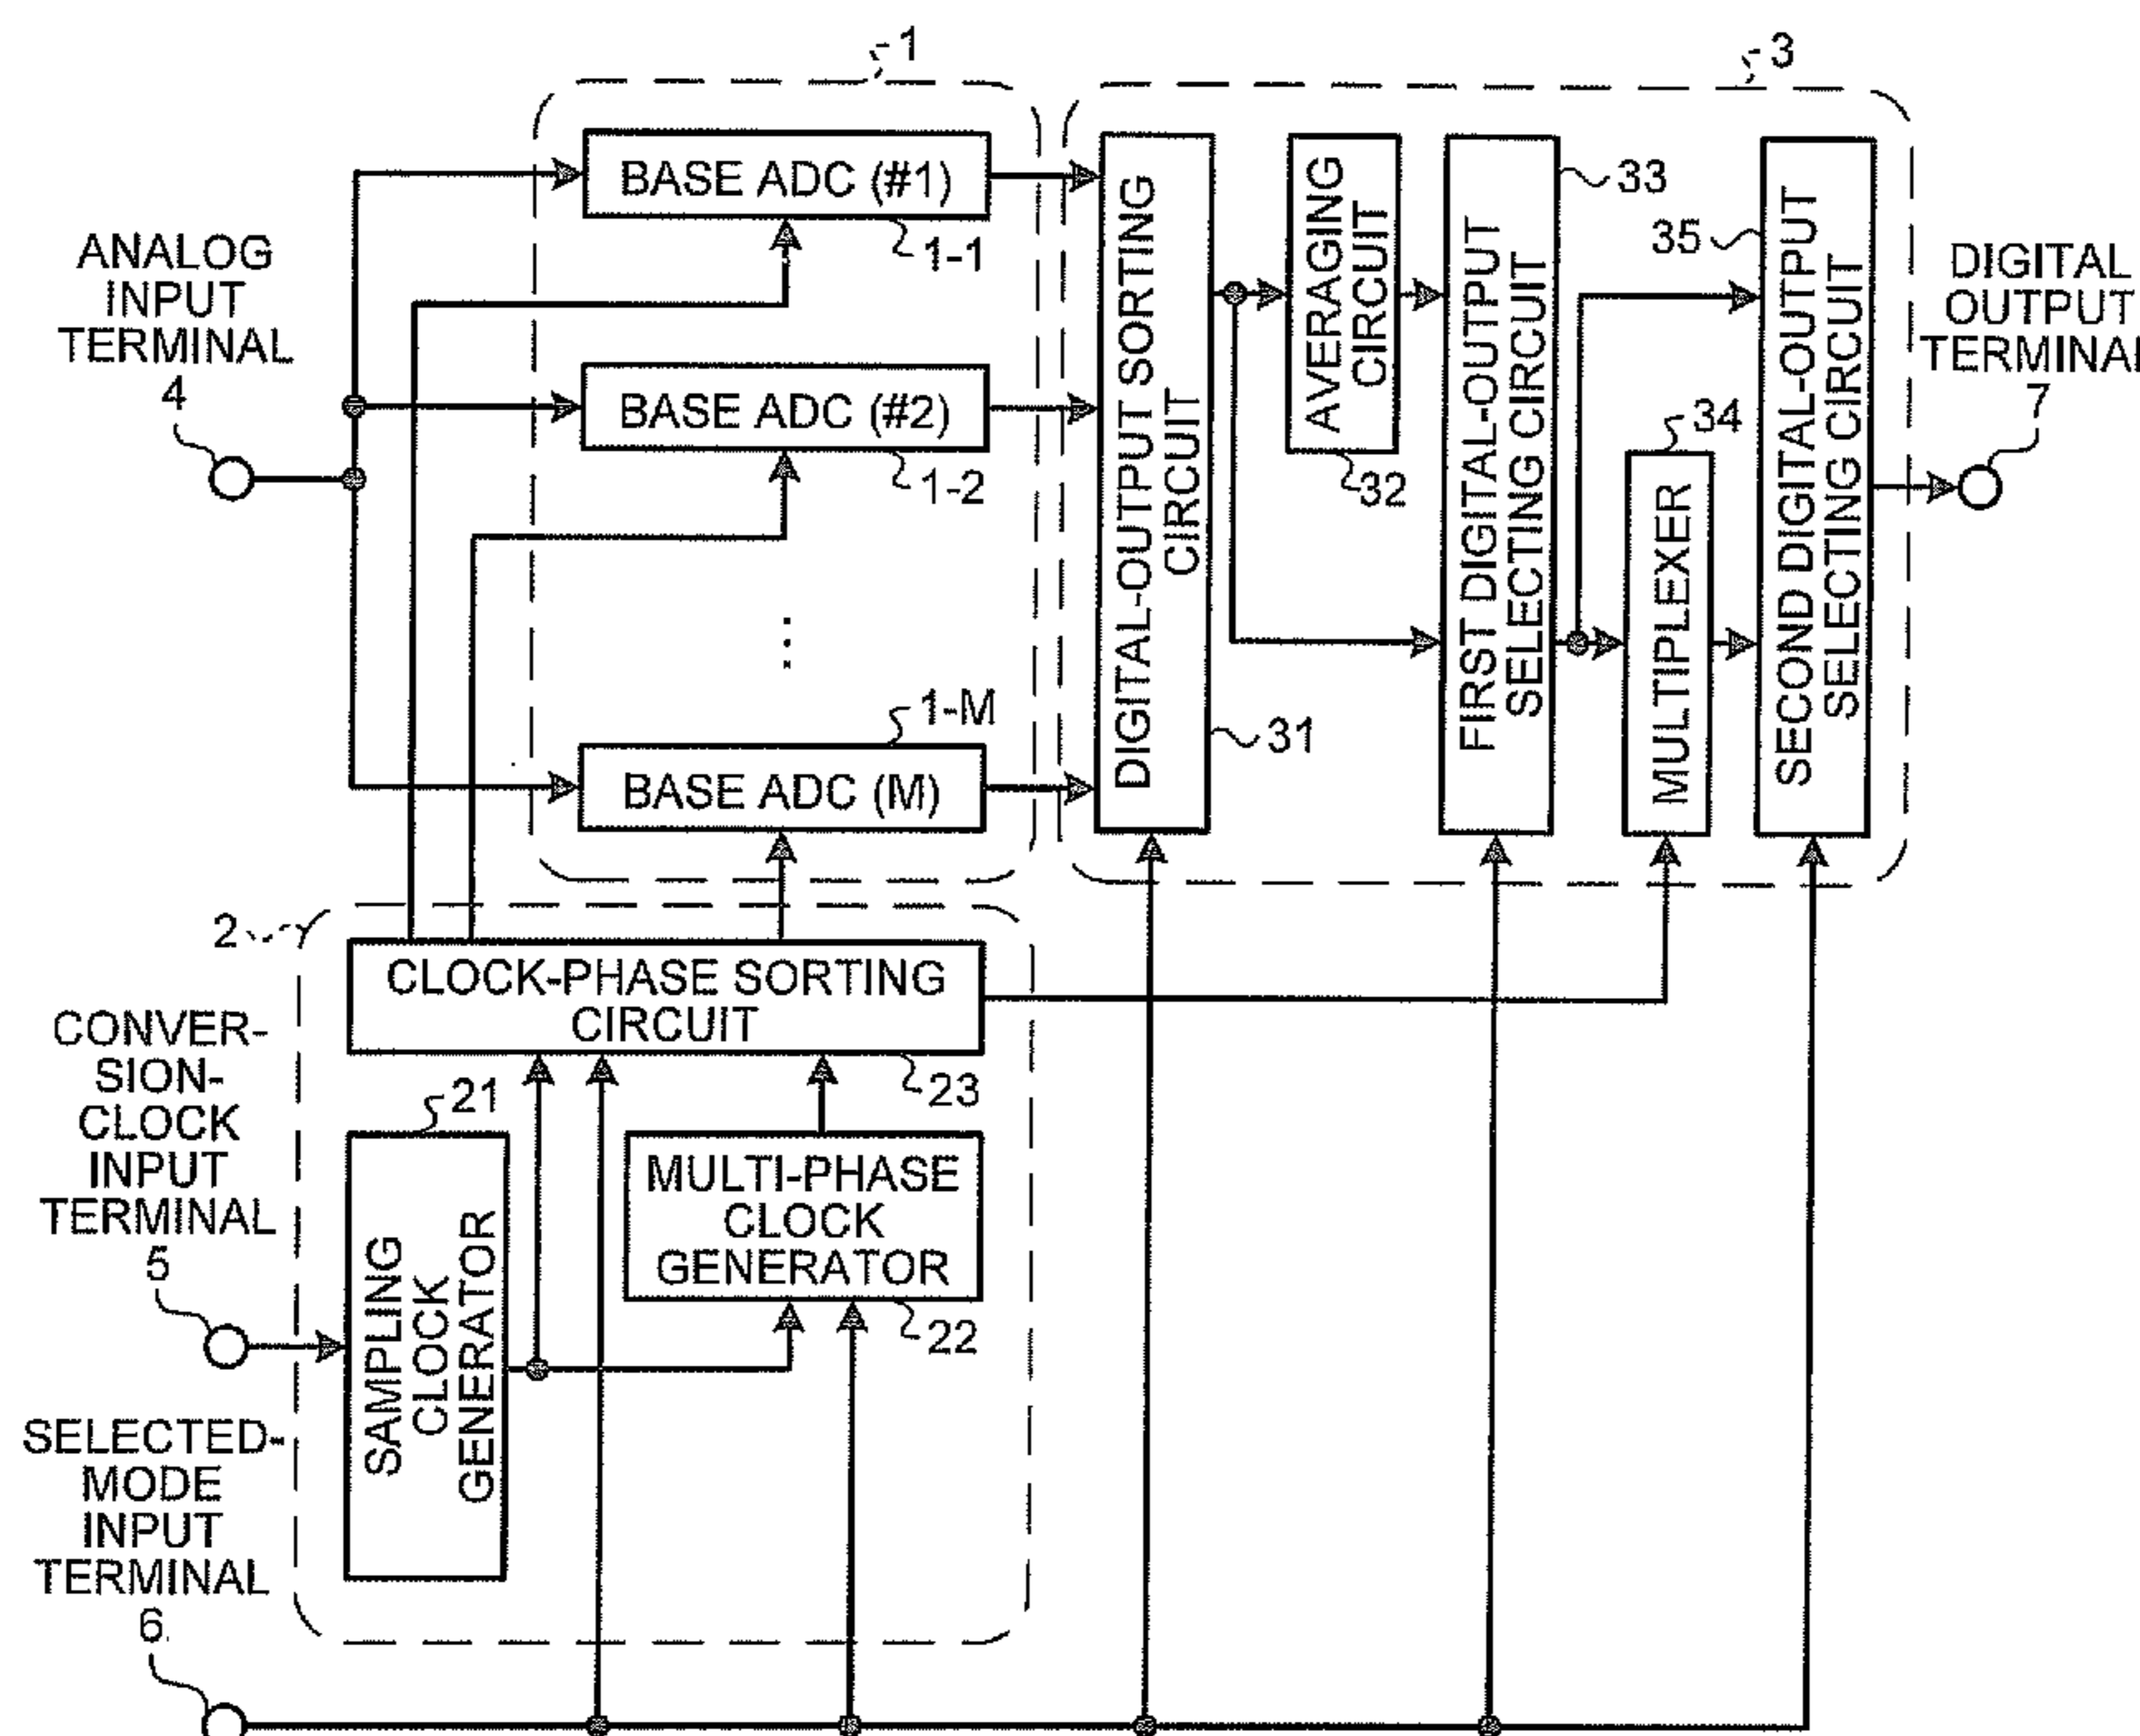 1
3
BASE ADC (#1)
1-1
BASE ADC (#2)
1-2
⋮
1-M
BASE ADC (M)
ANALOG
INPUT
TERMINAL
4
DIGITAL-OUTPUT SORTING
CIRCUIT
31
AVERAGING
CIRCUIT
32
FIRST DIGITAL-OUTPUT
SELECTING CIRCUIT
33
34
MULTIPLEXER
35
SECOND DIGITAL-OUTPUT
SELECTING CIRCUIT
DIGITAL
OUTPUT
TERMINAL
7
2
CLOCK-PHASE SORTING
CIRCUIT
23
CONVER-
SION-
CLOCK
INPUT
TERMINAL
5
21
SAMPLING
CLOCK
GENERATOR
MULTI-PHASE
CLOCK
GENERATOR
22
SELECTED-
MODE
INPUT
TERMINAL
6